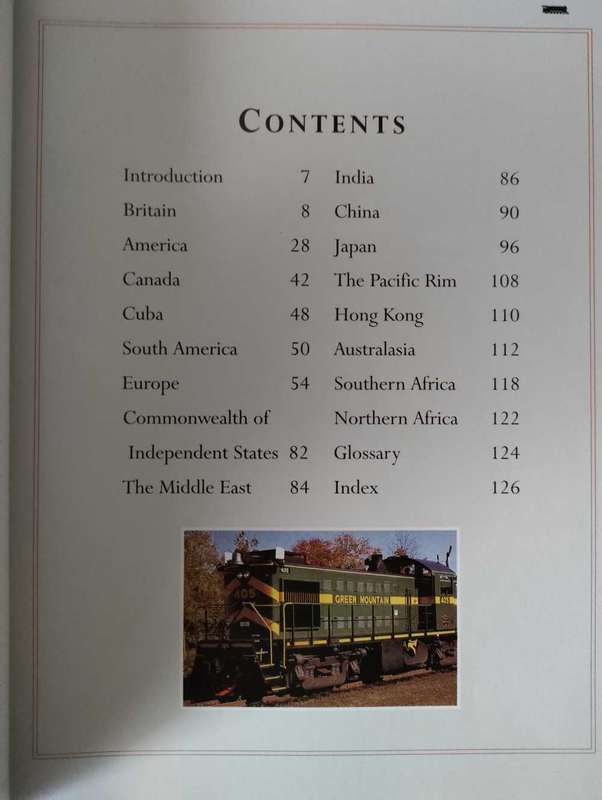 CONTENTS
Introduction 7
Britain 8
America 28
Canada 42
Cuba 48
South America 50
Europe 54
Commonwealth of
Independent States 82
The Middle East 84
India 86
China 90
Japan 96
The Pacific Rim 108
Hong Kong 110
Australasia 112
Southern Africa 118
Northern Africa 122
Glossary 124
Index 126
405
405
GREEN MOUNTAIN
405